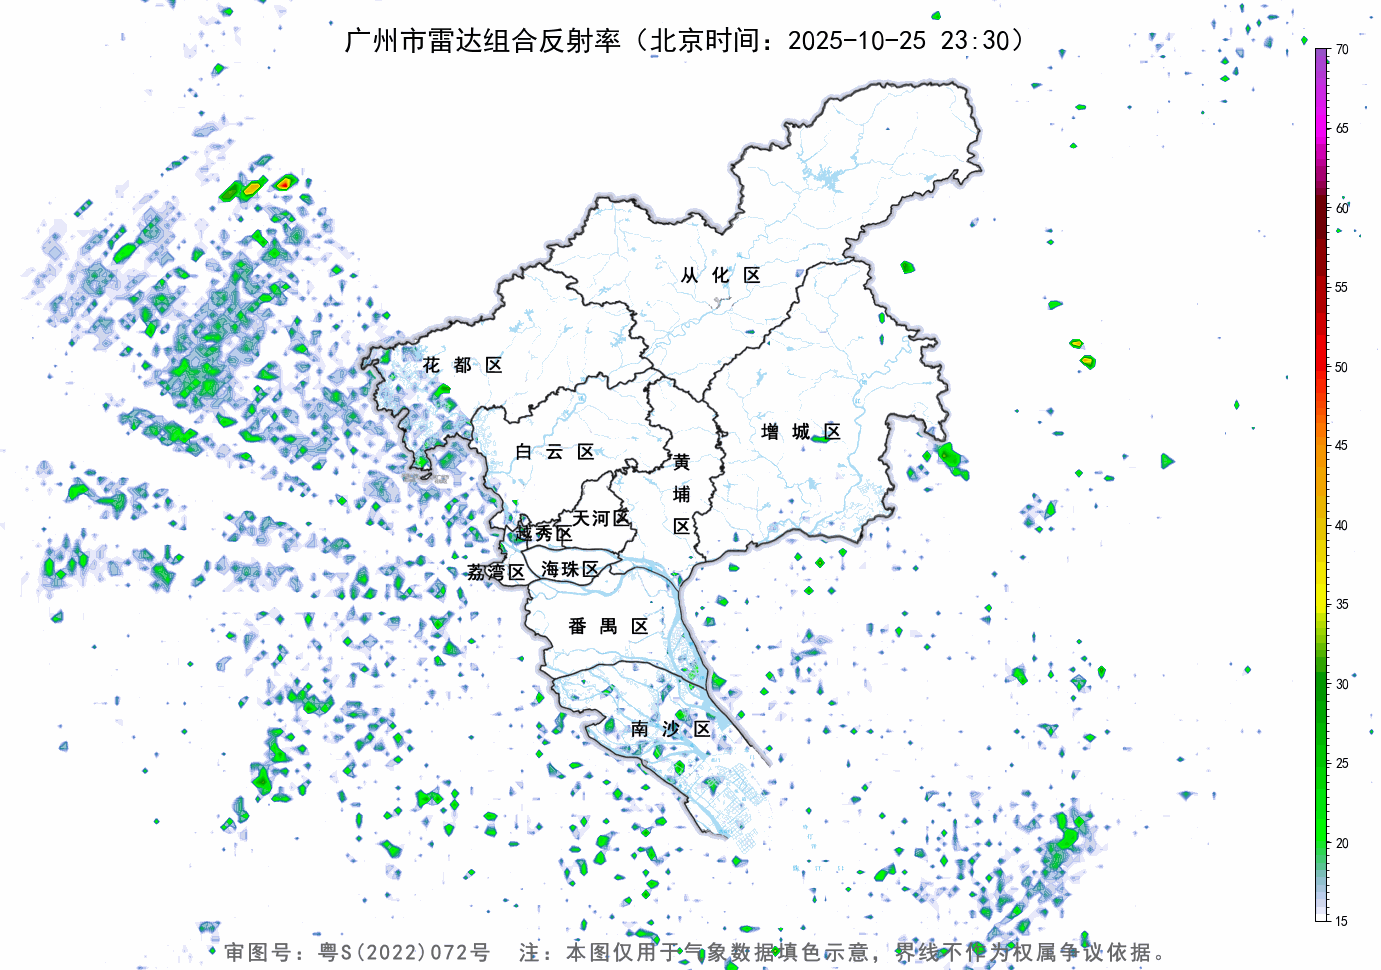 广州市雷达组合反射率（北京时间：2025-10-25 23:30）
70
65
60
55
50
45
40
35
30
25
20
15
从化区
花都区
增城区
白云区
黄埔区
天河区
越秀区
荔湾区
海珠区
番禺区
南沙区
审图号：粤S(2022)072号 注：本图仅用于气象数据填色示意，界线不作为权属争议依据。